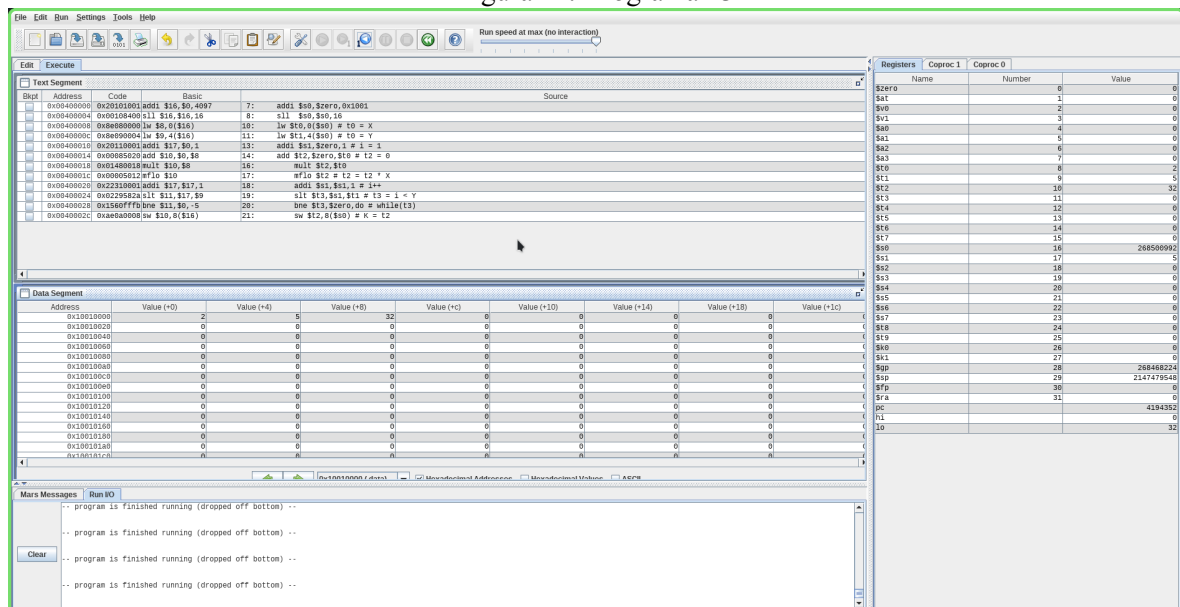 File Edit Run Settings Tools Help
Run speed at max (no interaction)
Edit Execute
Text Segment
Bkpt Address Code Basic Source
0x00400000 0x20101001 addi $16,$0,4097 7: addi $s0,$zero,0x1001
0x00400004 0x00108400 sll $16,$16,16 8: sll $s0,$s0,16
0x00400008 0x8e080000 lw $8,0($16) 10: lw $t0,0($s0) # t0 = X
0x0040000c 0x8e090004 lw $9,4($16) 11: lw $t1,4($s0) # t0 = Y
0x00400010 0x20110001 addi $17,$0,1 13: addi $s1,$zero,1 # i = 1
0x00400014 0x00085020 add $10,$0,$8 14: add $t2,$zero,$t0 # t2 = 0
0x00400018 0x01480018 mult $10,$8 16: mult $t2,$t0
0x0040001c 0x00005012 mflo $10 17: mflo $t2 # t2 = t2 * X
0x00400020 0x22310001 addi $17,$17,1 18: addi $s1,$s1,1 # i++
0x00400024 0x0229582a slt $11,$17,$9 19: slt $t3,$s1,$t1 # t3 = i < Y
0x00400028 0x1560fffb bne $11,$0,-5 20: bne $t3,$zero,do # while(t3)
0x0040002c 0xae0a0008 sw $10,8($16) 21: sw $t2,8($s0) # K = t2
Data Segment
Address Value (+0) Value (+4) Value (+8) Value (+c) Value (+10) Value (+14) Value (+18) Value (+1c)
0x10010000 2 5 32 0 0 0 0
0x10010020 0 0 0 0 0 0 0
0x10010040 0 0 0 0 0 0 0
0x10010060 0 0 0 0 0 0 0
0x10010080 0 0 0 0 0 0 0
0x100100a0 0 0 0 0 0 0 0
0x100100c0 0 0 0 0 0 0 0
0x100100e0 0 0 0 0 0 0 0
0x10010100 0 0 0 0 0 0 0
0x10010120 0 0 0 0 0 0 0
0x10010140 0 0 0 0 0 0 0
0x10010160 0 0 0 0 0 0 0
0x10010180 0 0 0 0 0 0 0
0x100101a0 0 0 0 0 0 0 0
0x100101c0 0 0 0 0 0 0 0
0x10010000 (.data) Hexadecimal Addresses Hexadecimal Values ASCII
Mars Messages Run I/O
-- program is finished running (dropped off bottom) --
-- program is finished running (dropped off bottom) --
Clear
-- program is finished running (dropped off bottom) --
-- program is finished running (dropped off bottom) --
Registers Coproc 1 Coproc 0
Name Number Value
$zero 0 0
$at 1 0
$v0 2 0
$v1 3 0
$a0 4 0
$a1 5 0
$a2 6 0
$a3 7 0
$t0 8 2
$t1 9 5
$t2 10 32
$t3 11 0
$t4 12 0
$t5 13 0
$t6 14 0
$t7 15 0
$s0 16 268500992
$s1 17 5
$s2 18 0
$s3 19 0
$s4 20 0
$s5 21 0
$s6 22 0
$s7 23 0
$t8 24 0
$t9 25 0
$k0 26 0
$k1 27 0
$gp 28 268468224
$sp 29 2147479548
$fp 30 0
$ra 31 0
pc 4194352
hi 0
lo 32